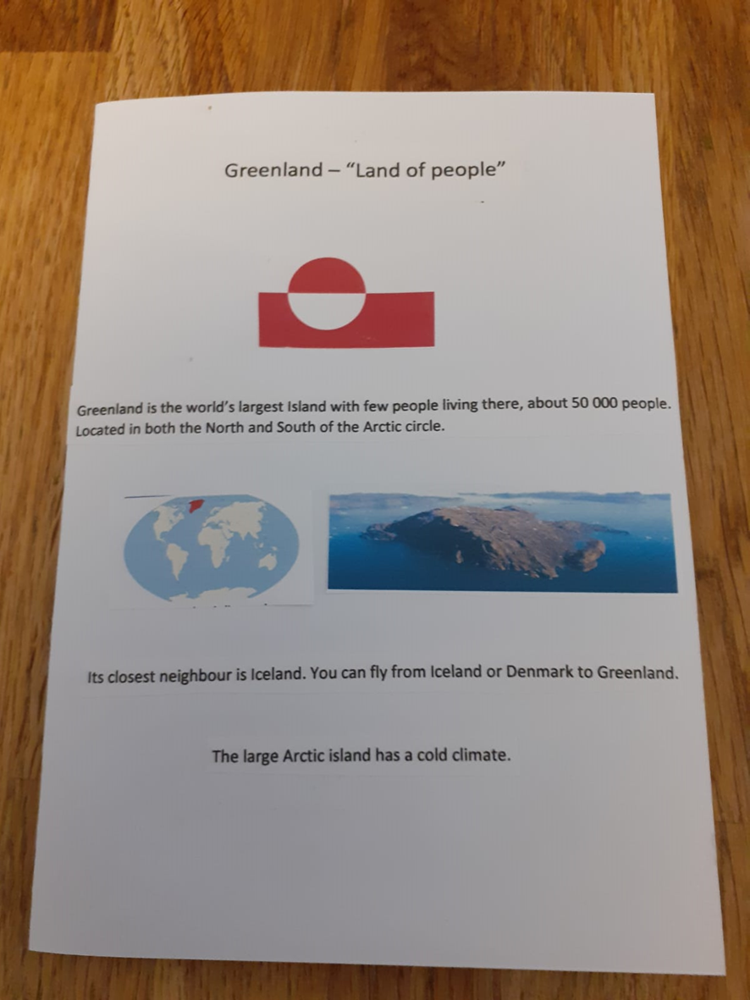 Greenland – “Land of people”
Greenland is the world’s largest Island with few people living there, about 50 000 people.
Located in both the North and South of the Arctic circle.
Its closest neighbour is Iceland. You can fly from Iceland or Denmark to Greenland.
The large Arctic island has a cold climate.